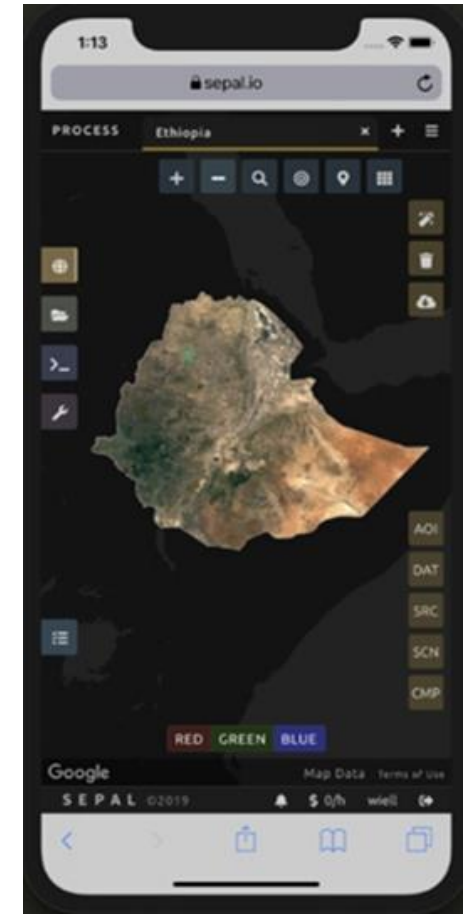 1:13
sepal.io
PROCESS Ethiopia × + ≡
>_
AOI
DAT
SRC
SCN
CMP
RED GREEN BLUE
Google Map Data Terms of Use
SEPAL ©2019 $ 0/h wiell